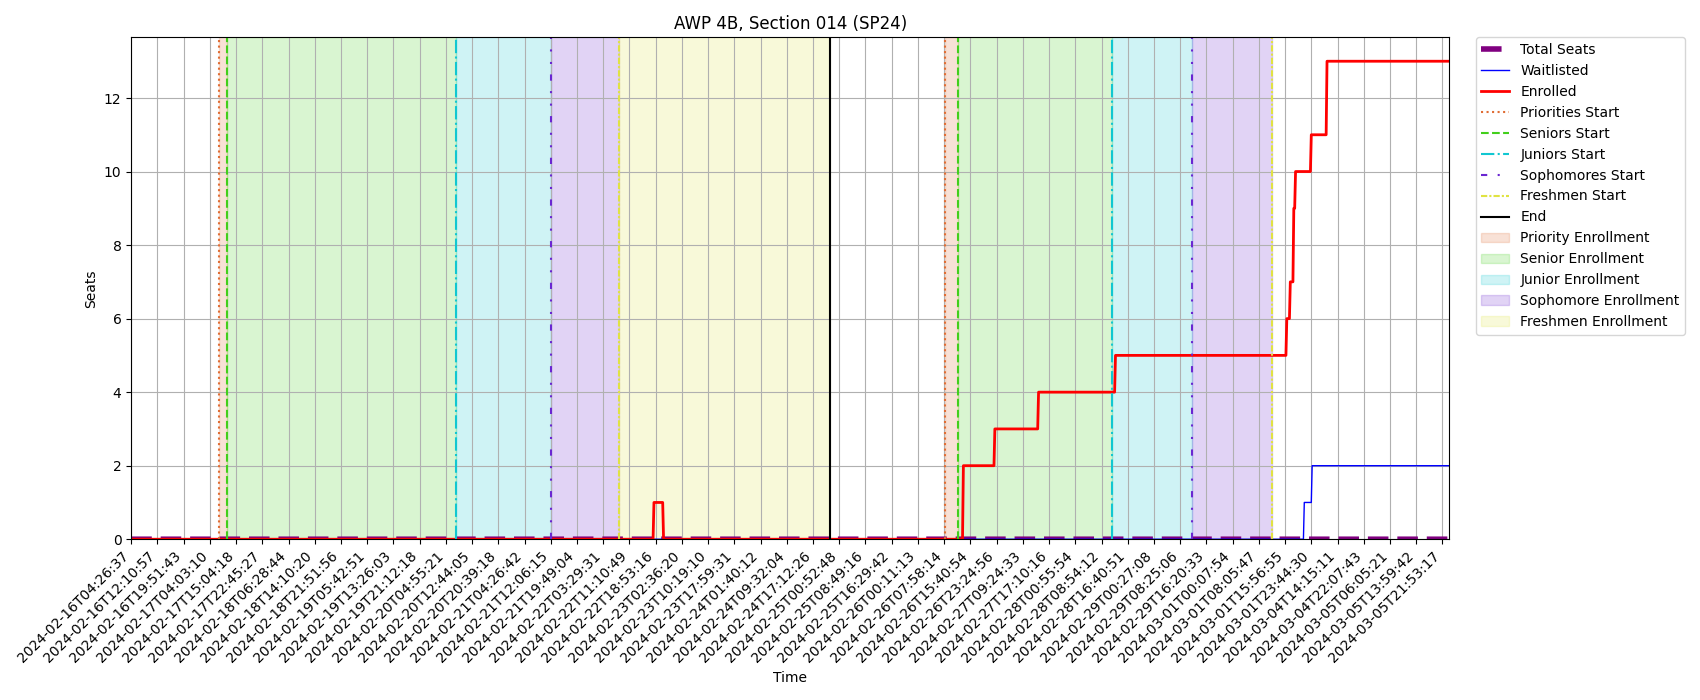 AWP 4B, Section 014 (SP24)
Total Seats
Waitlisted
Enrolled
Priorities Start
Seniors Start
Juniors Start
Sophomores Start
Freshmen Start
End
Priority Enrollment
Senior Enrollment
Junior Enrollment
Sophomore Enrollment
Freshmen Enrollment
Seats
12
10
8
6
4
2
0
2024-02-16T04:26:37
2024-02-16T12:10:57
2024-02-16T19:51:43
2024-02-17T04:03:10
2024-02-17T15:04:18
2024-02-17T22:45:27
2024-02-18T06:28:44
2024-02-18T14:10:20
2024-02-18T21:51:56
2024-02-19T05:42:51
2024-02-19T13:26:03
2024-02-19T21:12:18
2024-02-20T04:55:21
2024-02-20T12:44:05
2024-02-20T20:39:18
2024-02-21T04:26:42
2024-02-21T12:06:15
2024-02-21T19:49:04
2024-02-22T03:29:31
2024-02-22T11:10:49
2024-02-22T18:53:16
2024-02-23T02:36:20
2024-02-23T10:19:10
2024-02-23T17:59:31
2024-02-24T01:40:12
2024-02-24T09:32:04
2024-02-24T17:12:26
2024-02-25T00:52:48
2024-02-25T08:49:16
2024-02-25T16:29:42
2024-02-26T00:11:13
2024-02-26T07:58:14
2024-02-26T15:40:54
2024-02-26T23:24:56
2024-02-27T09:24:33
2024-02-27T17:10:16
2024-02-28T00:55:54
2024-02-28T08:54:12
2024-02-28T16:40:51
2024-02-29T00:27:08
2024-02-29T08:25:06
2024-02-29T16:20:33
2024-03-01T00:07:54
2024-03-01T08:05:47
2024-03-01T15:56:55
2024-03-01T23:44:30
2024-03-04T14:15:11
2024-03-04T22:07:43
2024-03-05T06:05:21
2024-03-05T13:59:42
2024-03-05T21:53:17
Time